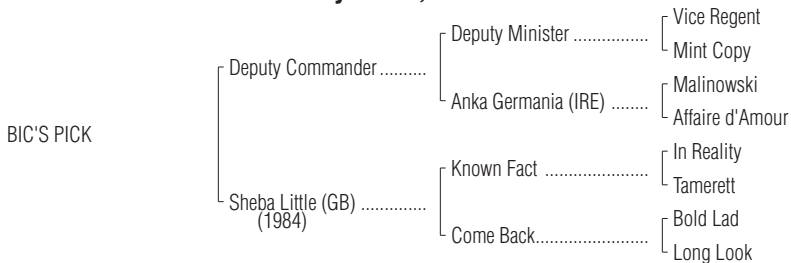 Vice Regent
Deputy Minister ................
Mint Copy
Deputy Commander ..........
Malinowski
Anka Germania (IRE) ........
Affaire d'Amour
BIC'S PICK
In Reality
Known Fact ......................
Tamerett
Sheba Little (GB) ..............
(1984)
Bold Lad
Come Back........................
Long Look